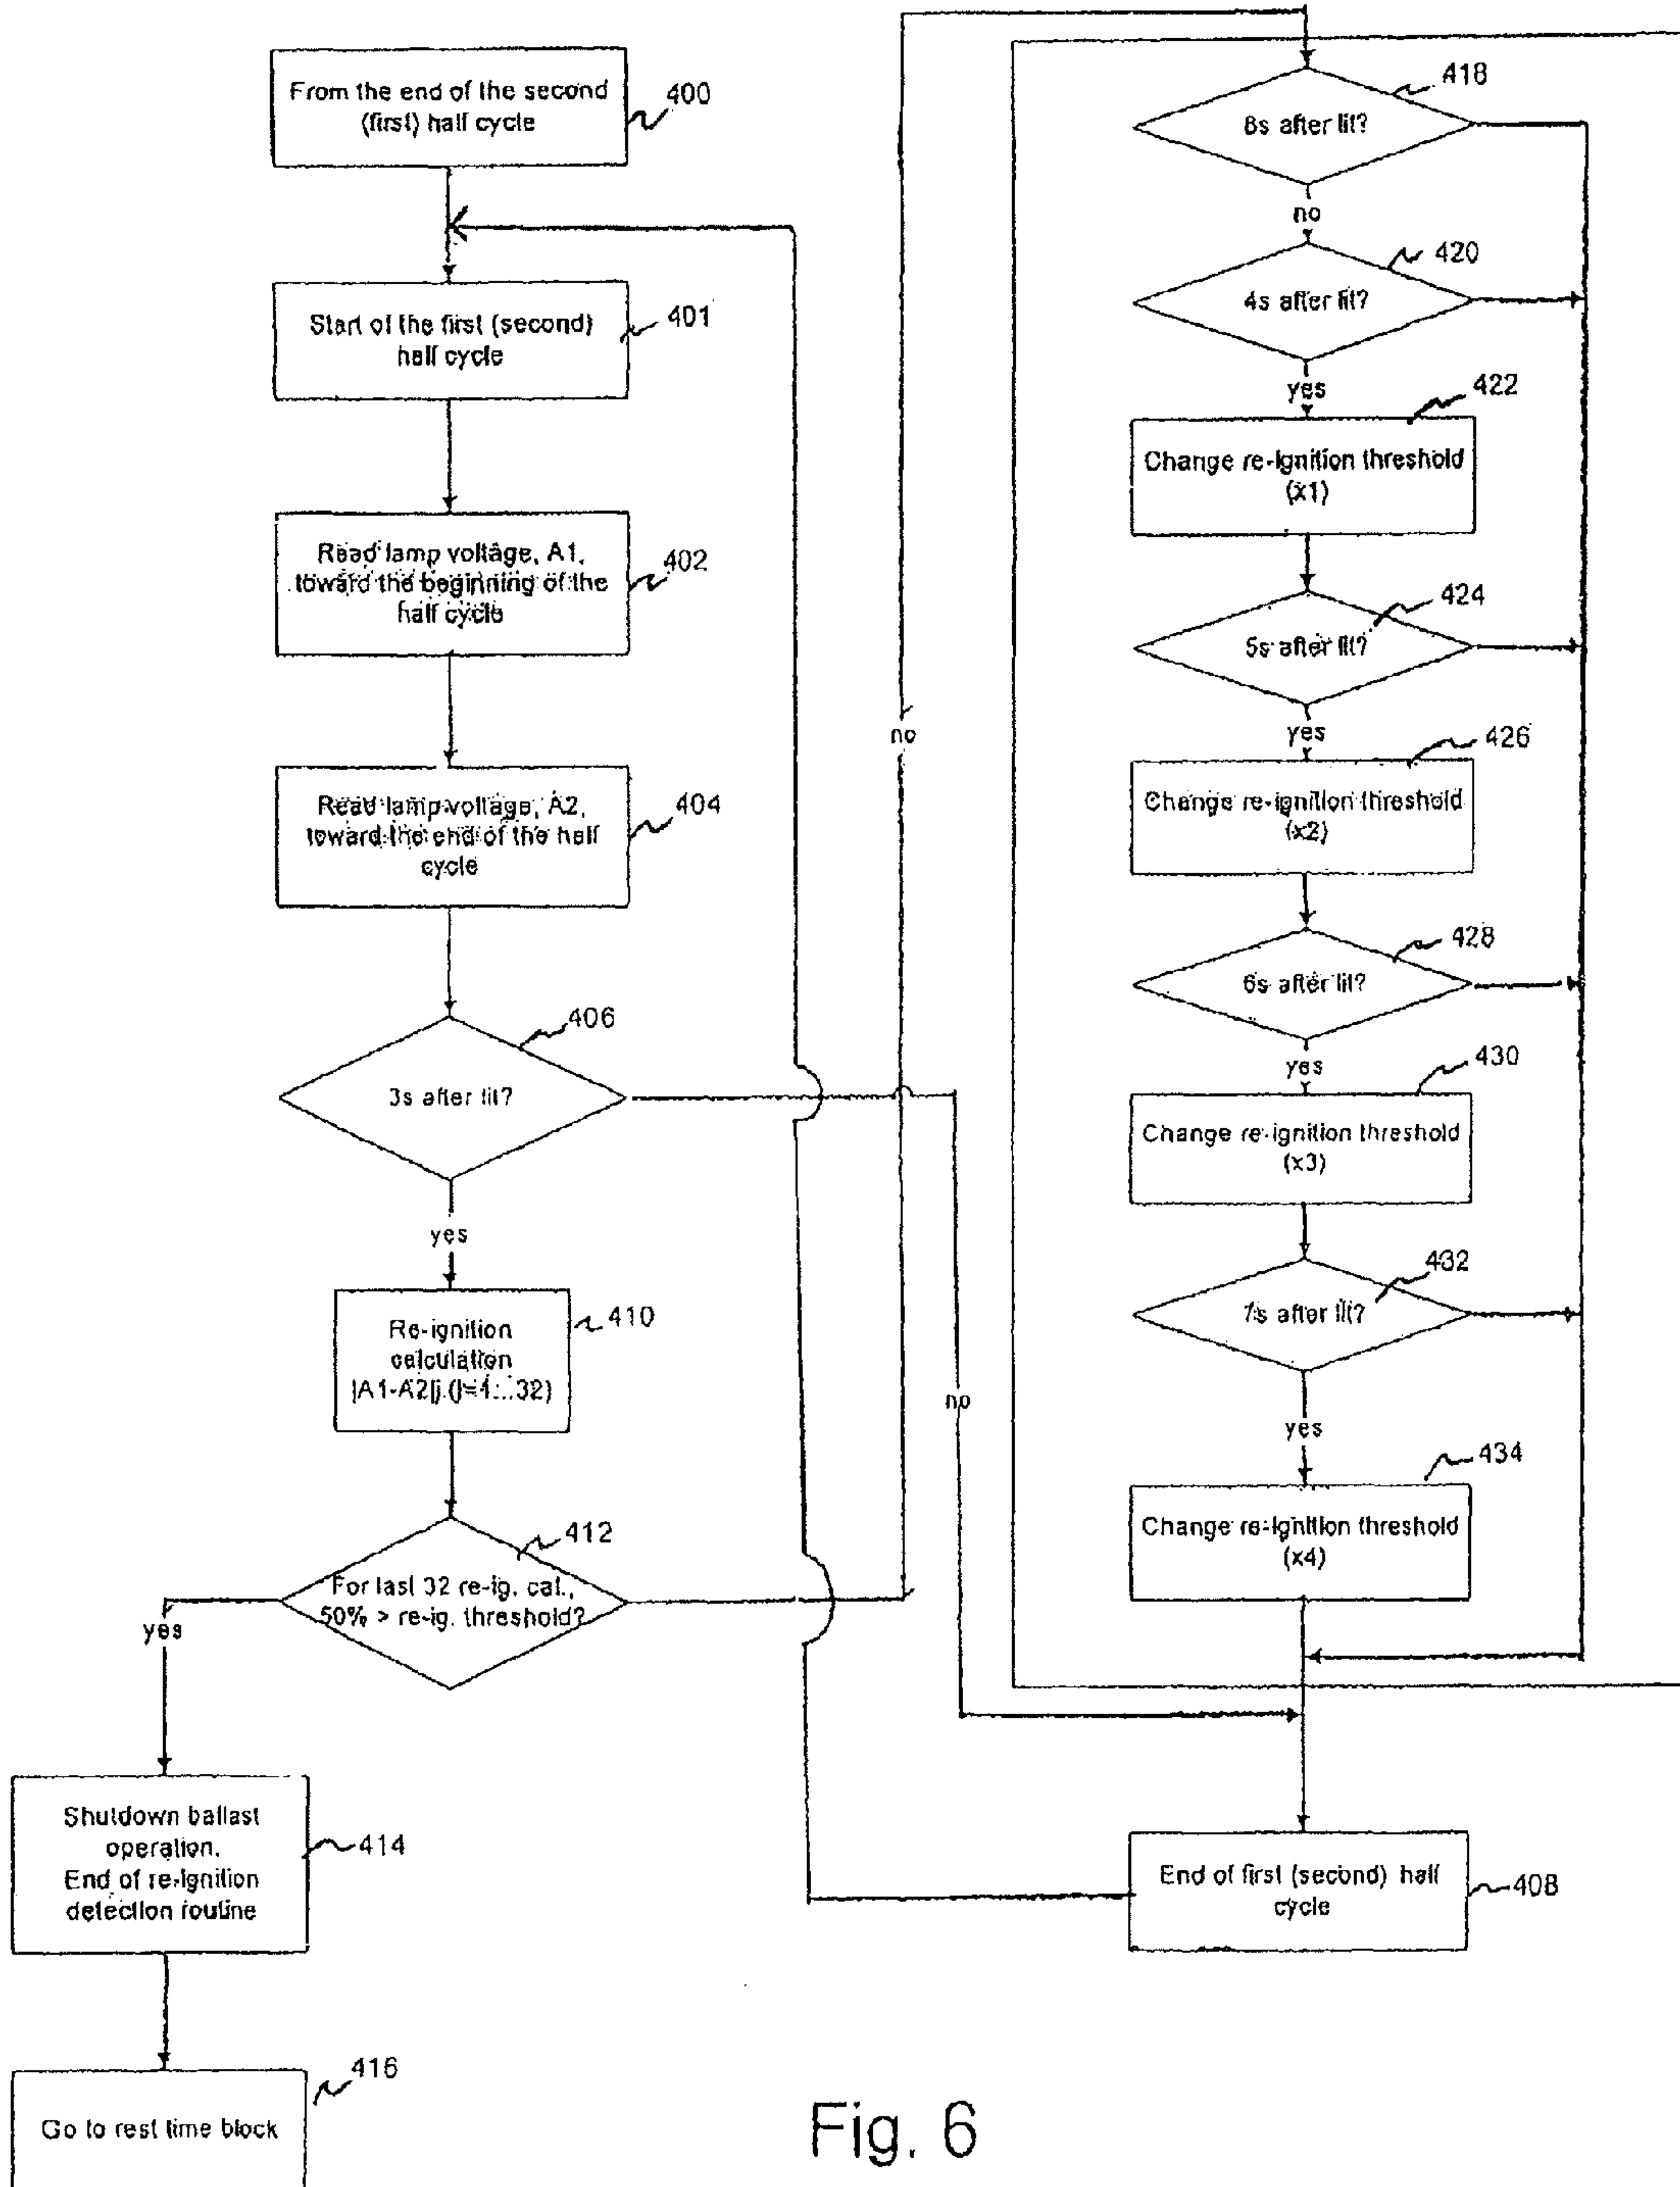 From the end of the second
(first) half cycle
400
Start of the first (second)
half cycle
401
Read lamp voltage, A1,
toward the beginning of the
half cycle
402
Read lamp voltage, A2,
toward the end of the half
cycle
404
3s after lit?
406
yes
no
Re-ignition
calculation
|A1-A2|j.(j=1...32)
410
For last 32 re-ig. cal.,
50% > re-ig. threshold?
412
yes
no
Shutdown ballast
operation.
End of re-ignition
detection routine
414
Go to rest time block
416
8s after lit?
418
no
4s after lit?
420
yes
Change re-ignition threshold
(x1)
422
5s after lit?
424
yes
Change re-ignition threshold
(x2)
426
6s after lit?
428
yes
Change re-ignition threshold
(x3)
430
7s after lit?
432
yes
Change re-ignition threshold
(x4)
434
End of first (second) half
cycle
408
Fig. 6